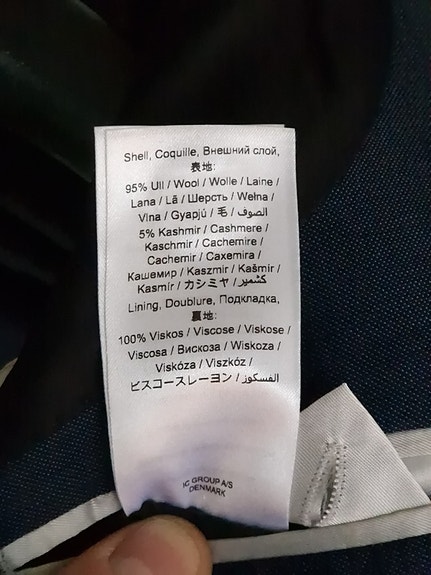 Shell, Coquille, Внешний слой,
表地:
95% Ull / Wool / Wolle / Laine /
Lana / Lã / Шерсть / Wełna /
Vlna / Gyapjú / 毛 / الصوف
5% Kashmir / Cashmere /
Kaschmir / Cachemire /
Cachemir / Caxemira /
Кашемир / Kaszmir / Kašmír /
Kasmír / カシミヤ / كشمير
Lining, Doublure, Подкладка,
裏地:
100% Viskos / Viscose / Viskose /
Viscosa / Вискоза / Wiskoza /
Viskóza / Viszkóz /
ビスコースレーヨン / الفسكوز
IC GROUP A/S
DENMARK